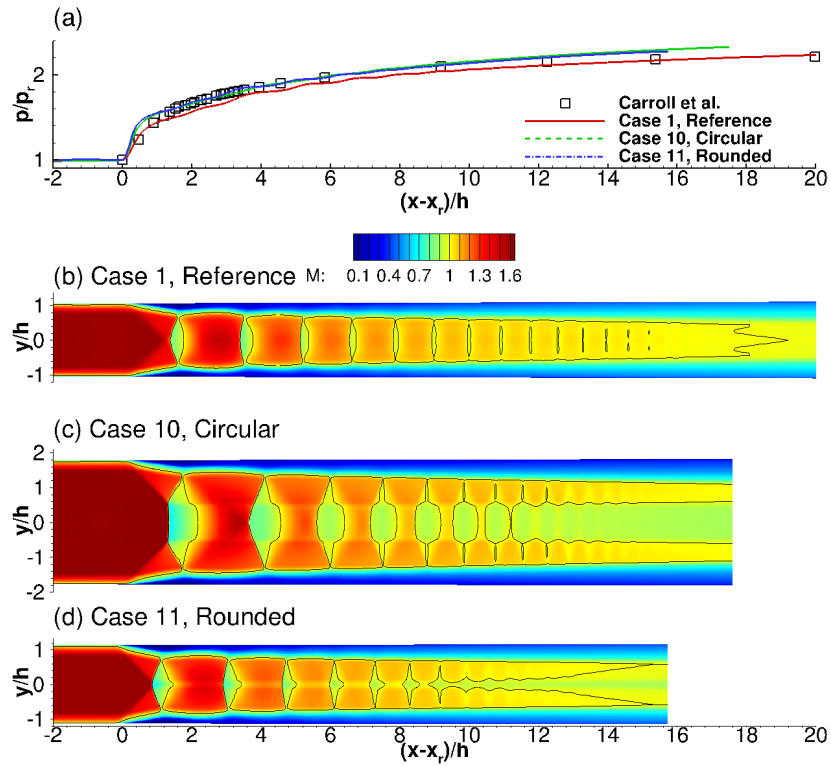 (a)
p/pr
2
1
Carroll et al.
Case 1, Reference
Case 10, Circular
Case 11, Rounded
-2 0 2 4 6 8 10 12 14 16 18 20
(x-xr)/h
(b) Case 1, Reference
M: 0.1 0.4 0.7 1 1.3 1.6
y/h
1
0
-1
(c) Case 10, Circular
y/h
2
1
0
-1
-2
(d) Case 11, Rounded
y/h
1
0
-1
-2 0 2 4 6 8 10 12 14 16 18 20
(x-xr)/h